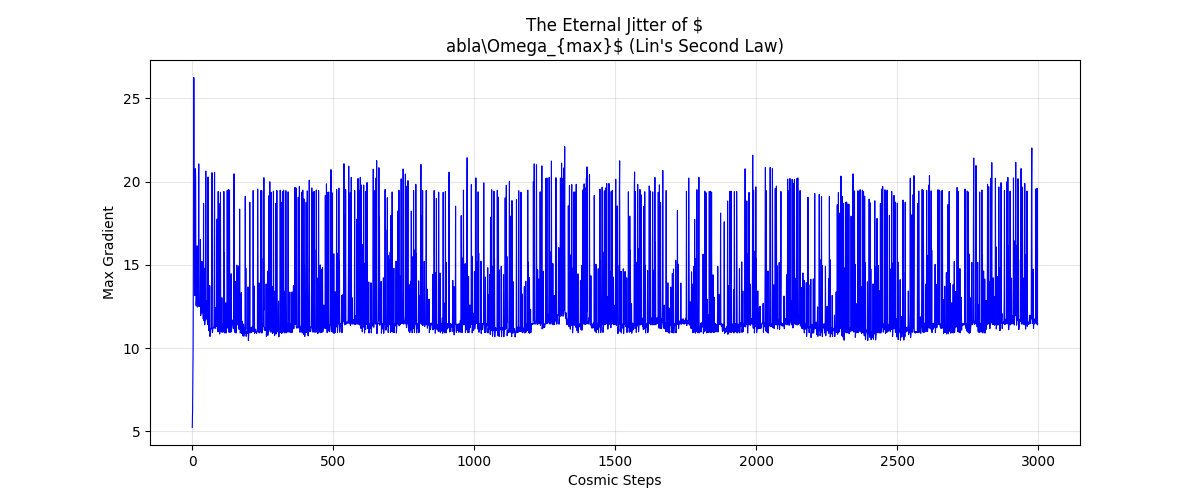 The Eternal Jitter of $
abla\Omega_{max}$ (Lin's Second Law)
25
20
15
10
5
Max Gradient
0 500 1000 1500 2000 2500 3000
Cosmic Steps